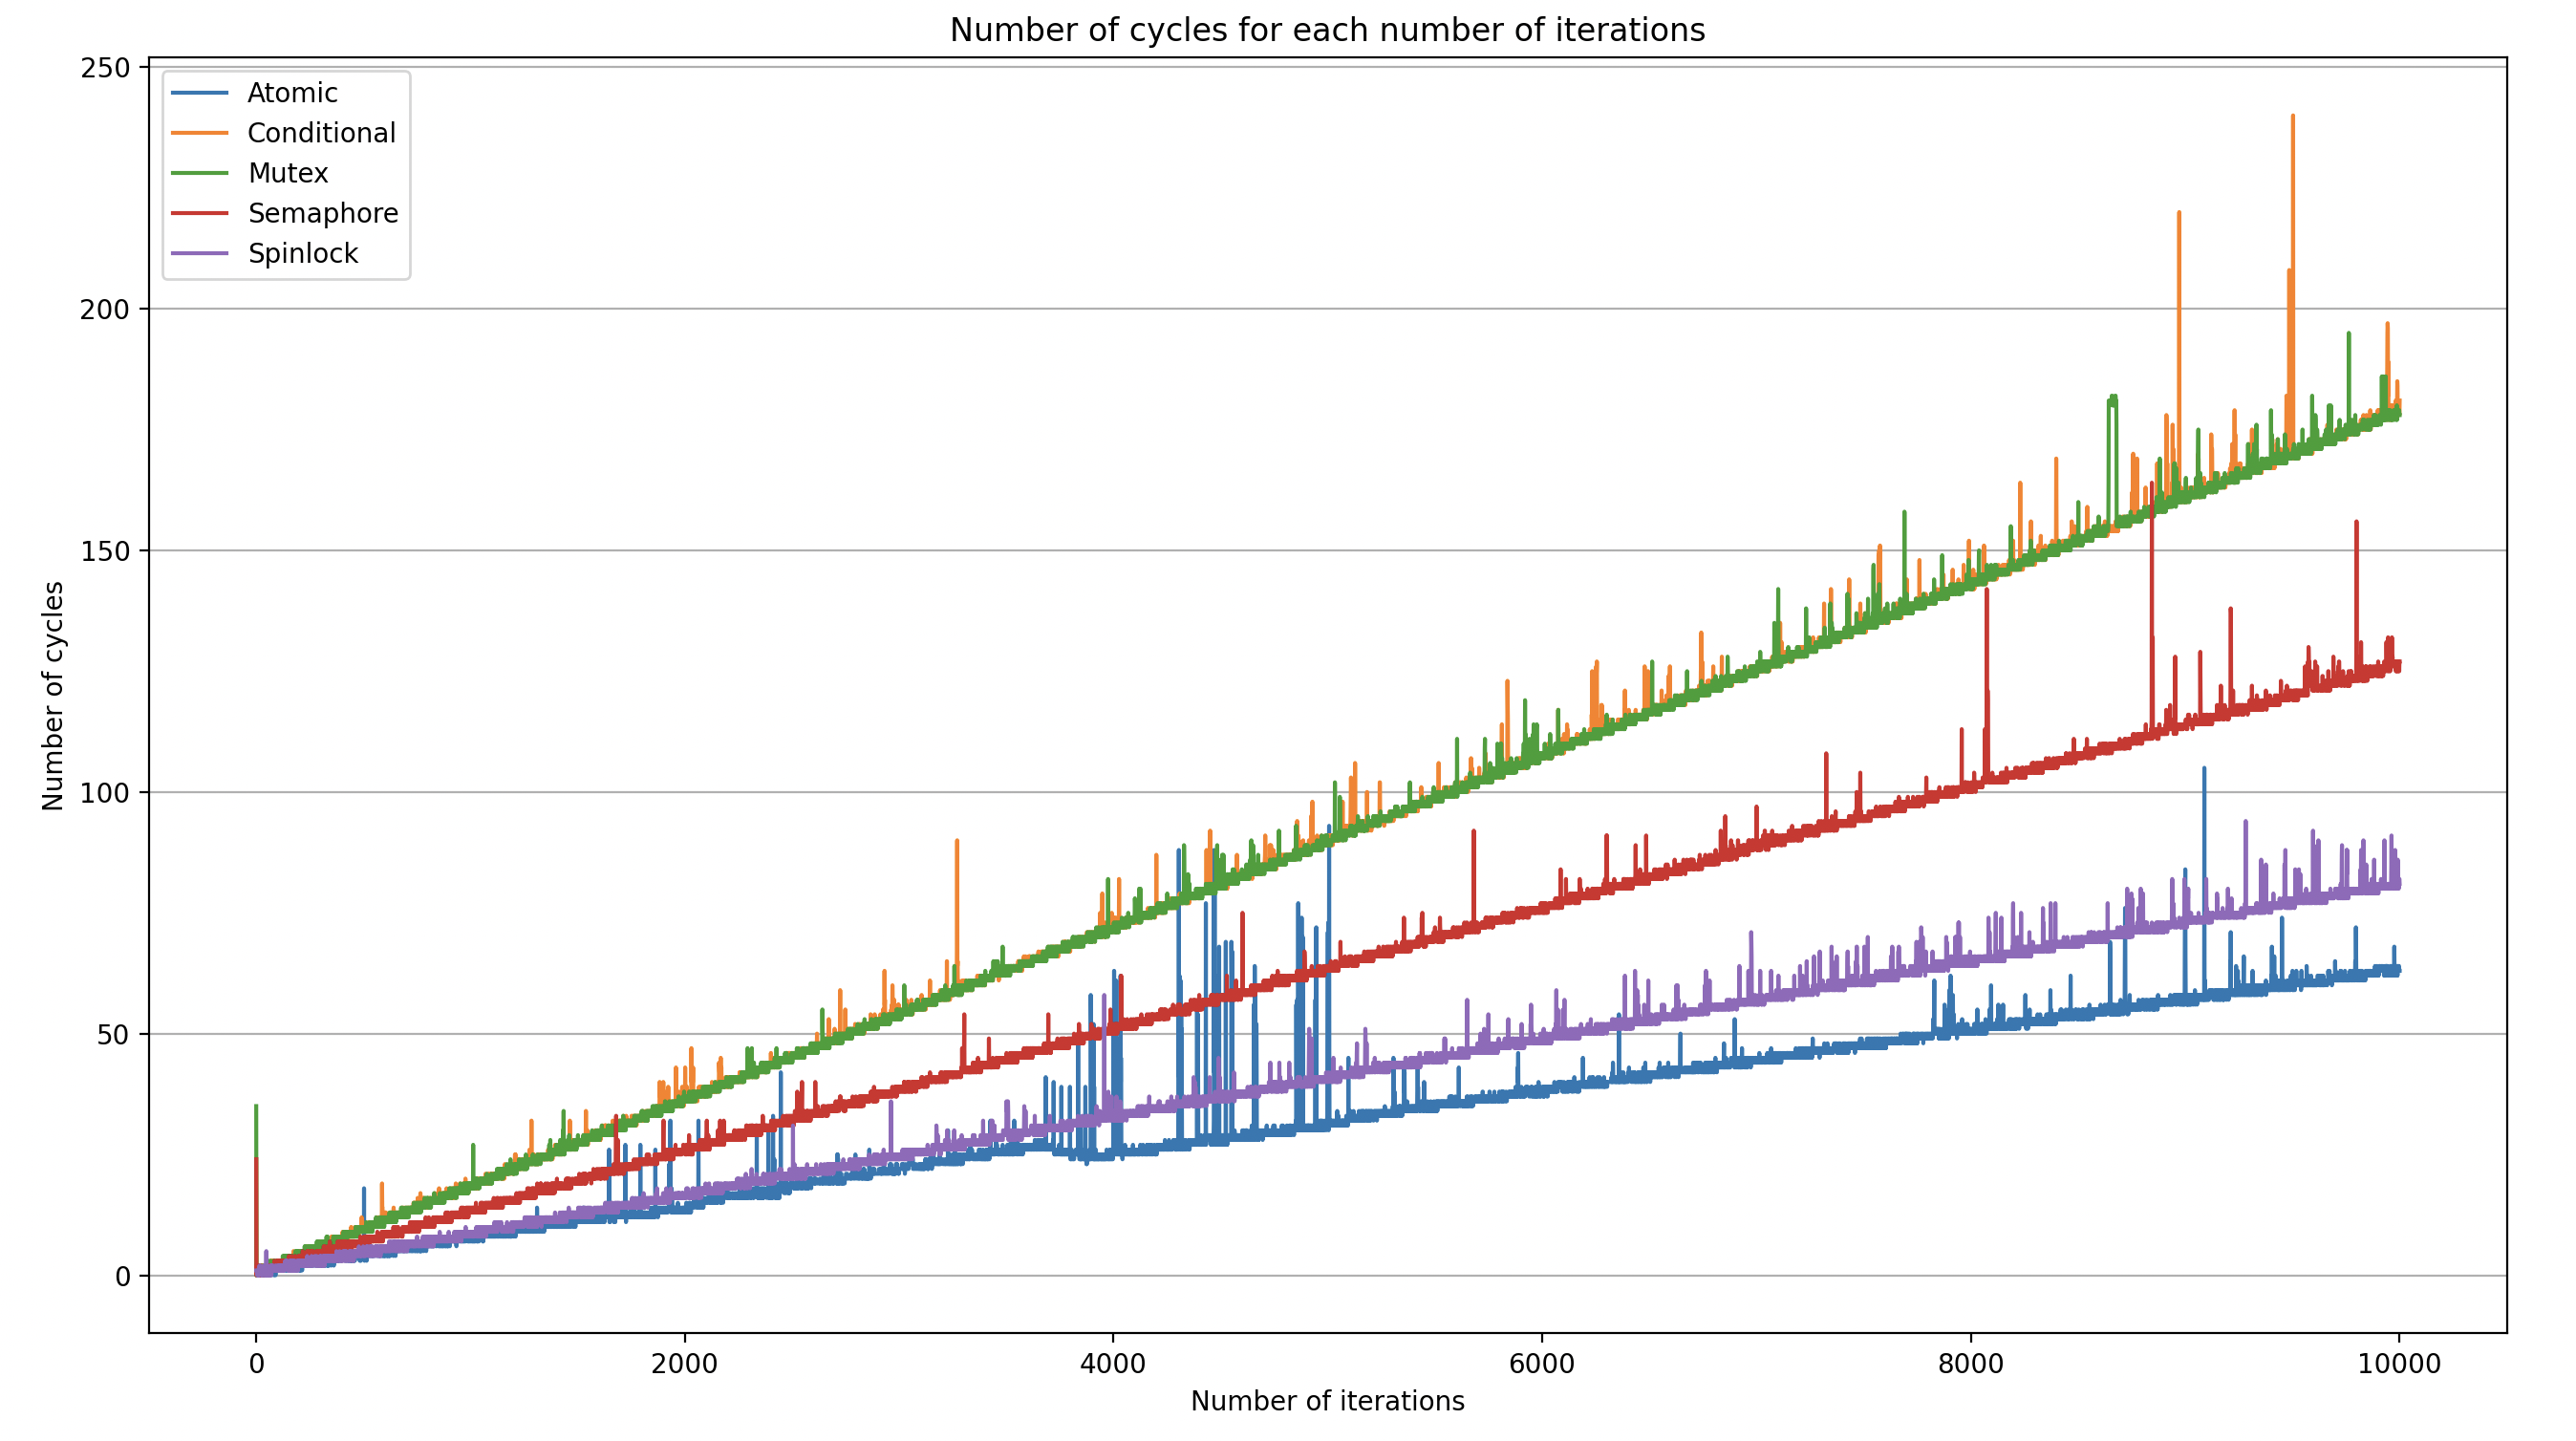 Number of cycles for each number of iterations
250
200
150
100
50
0
Number of cycles
Atomic
Conditional
Mutex
Semaphore
Spinlock
0 2000 4000 6000 8000 10000
Number of iterations